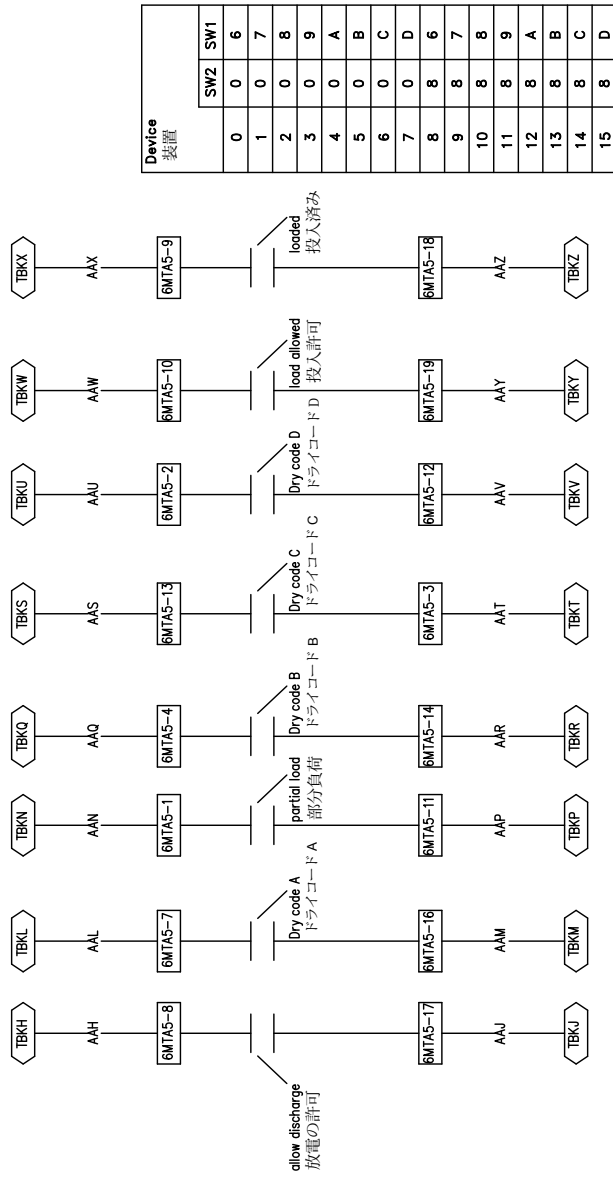 TBKH
AAH
6MTA5-8
allow discharge
放電の許可
6MTA5-17
AAJ
TBKJ
TBKL
AAL
6MTA5-7
Dry code A
ドライコード A
6MTA5-16
AAM
TBKM
TBKN
AAN
6MTA5-1
partial load
部分負荷
6MTA5-11
AAP
TBKP
TBKQ
AAQ
6MTA5-4
Dry code B
ドライコード B
6MTA5-14
AAR
TBKR
TBKS
AAS
6MTA5-13
Dry code C
ドライコード C
6MTA5-3
AAT
TBKT
TBKU
AAU
6MTA5-2
Dry code D
ドライコード D
6MTA5-12
AAV
TBKV
TBKW
AAW
6MTA5-10
load allowed
投入許可
6MTA5-19
AAY
TBKY
TBKX
AAX
6MTA5-9
loaded
投入済み
6MTA5-18
AAZ
TBKZ
Device
装置
SW2 SW1
0 0 6
1 0 7
2 0 8
3 0 9
4 0 A
5 0 B
6 0 C
7 0 D
8 8 6
9 8 7
10 8 8
11 8 9
12 8 A
13 8 B
14 8 C
15 8 D